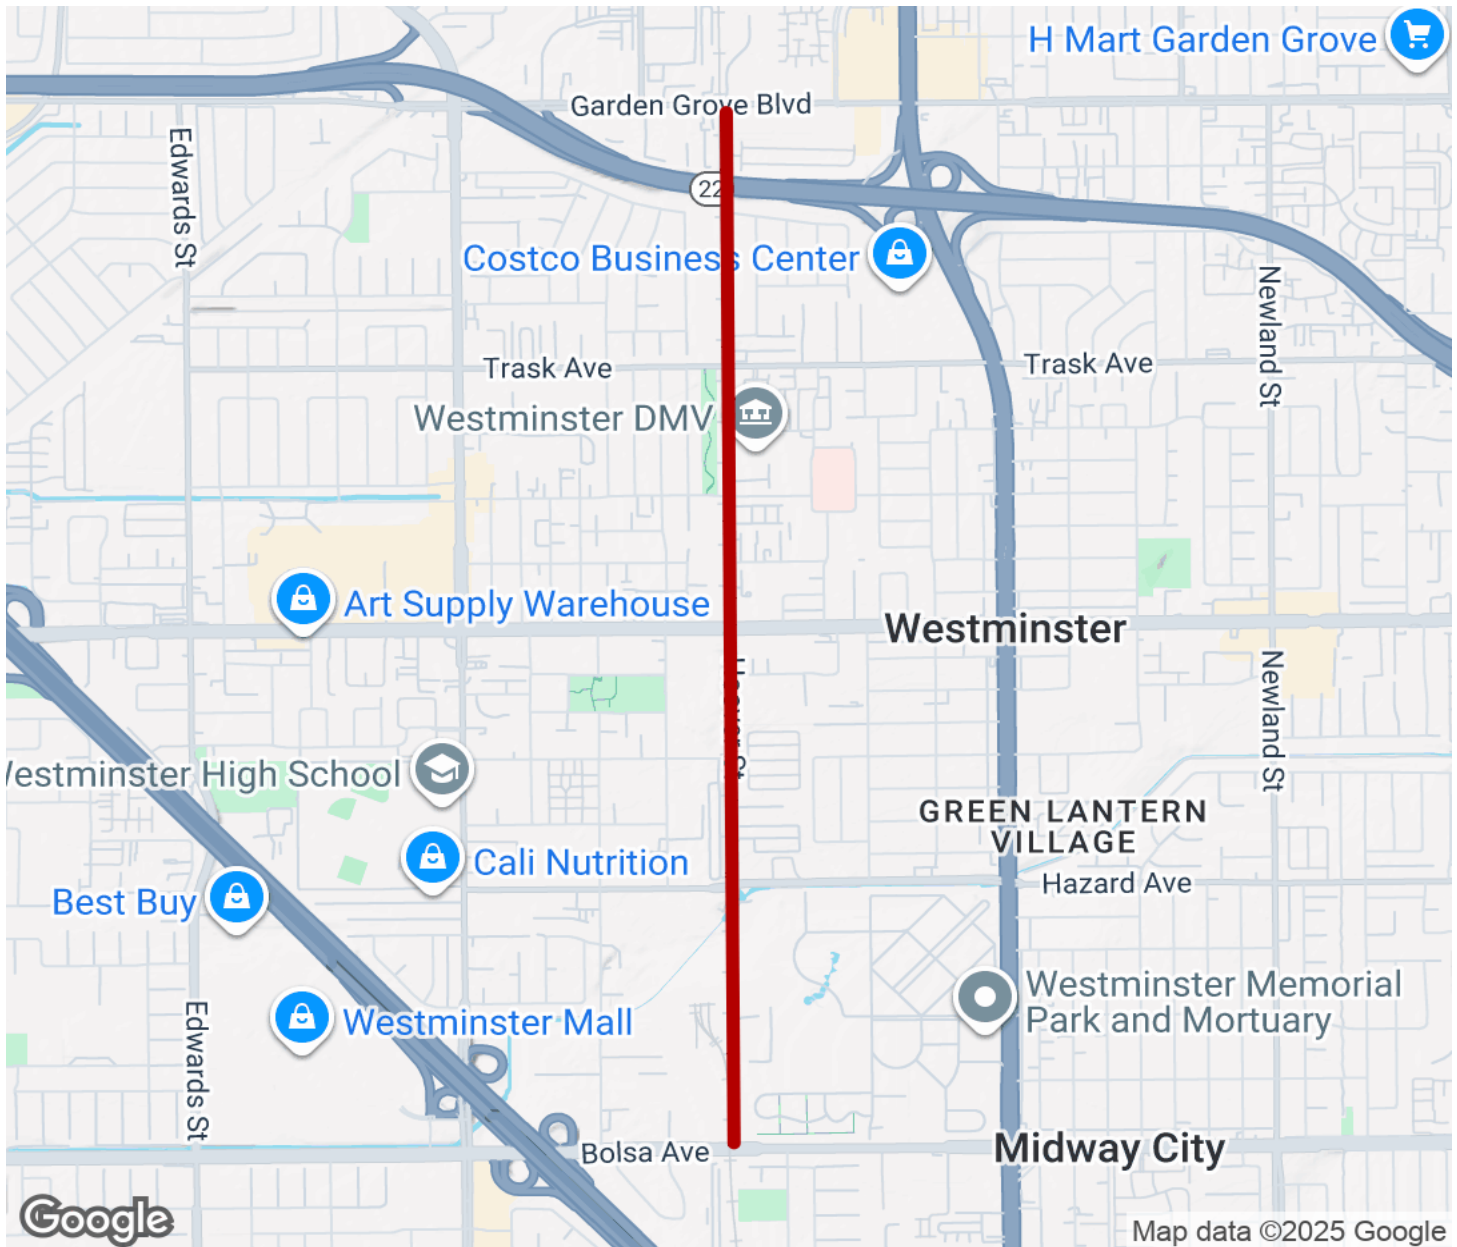 H Mart Garden Grove
Garden Grove Blvd
Edwards St
22
Costco Business Center
Newland St
Trask Ave
Trask Ave
Westminster DMV
Art Supply Warehouse
Westminster
Newland St
Westminster High School
GREEN LANTERN
VILLAGE
Cali Nutrition
Hazard Ave
Best Buy
Westminster Memorial
Park and Mortuary
Westminster Mall
Edwards St
Bolsa Ave
Midway City
Google
Map data ©2025 Google